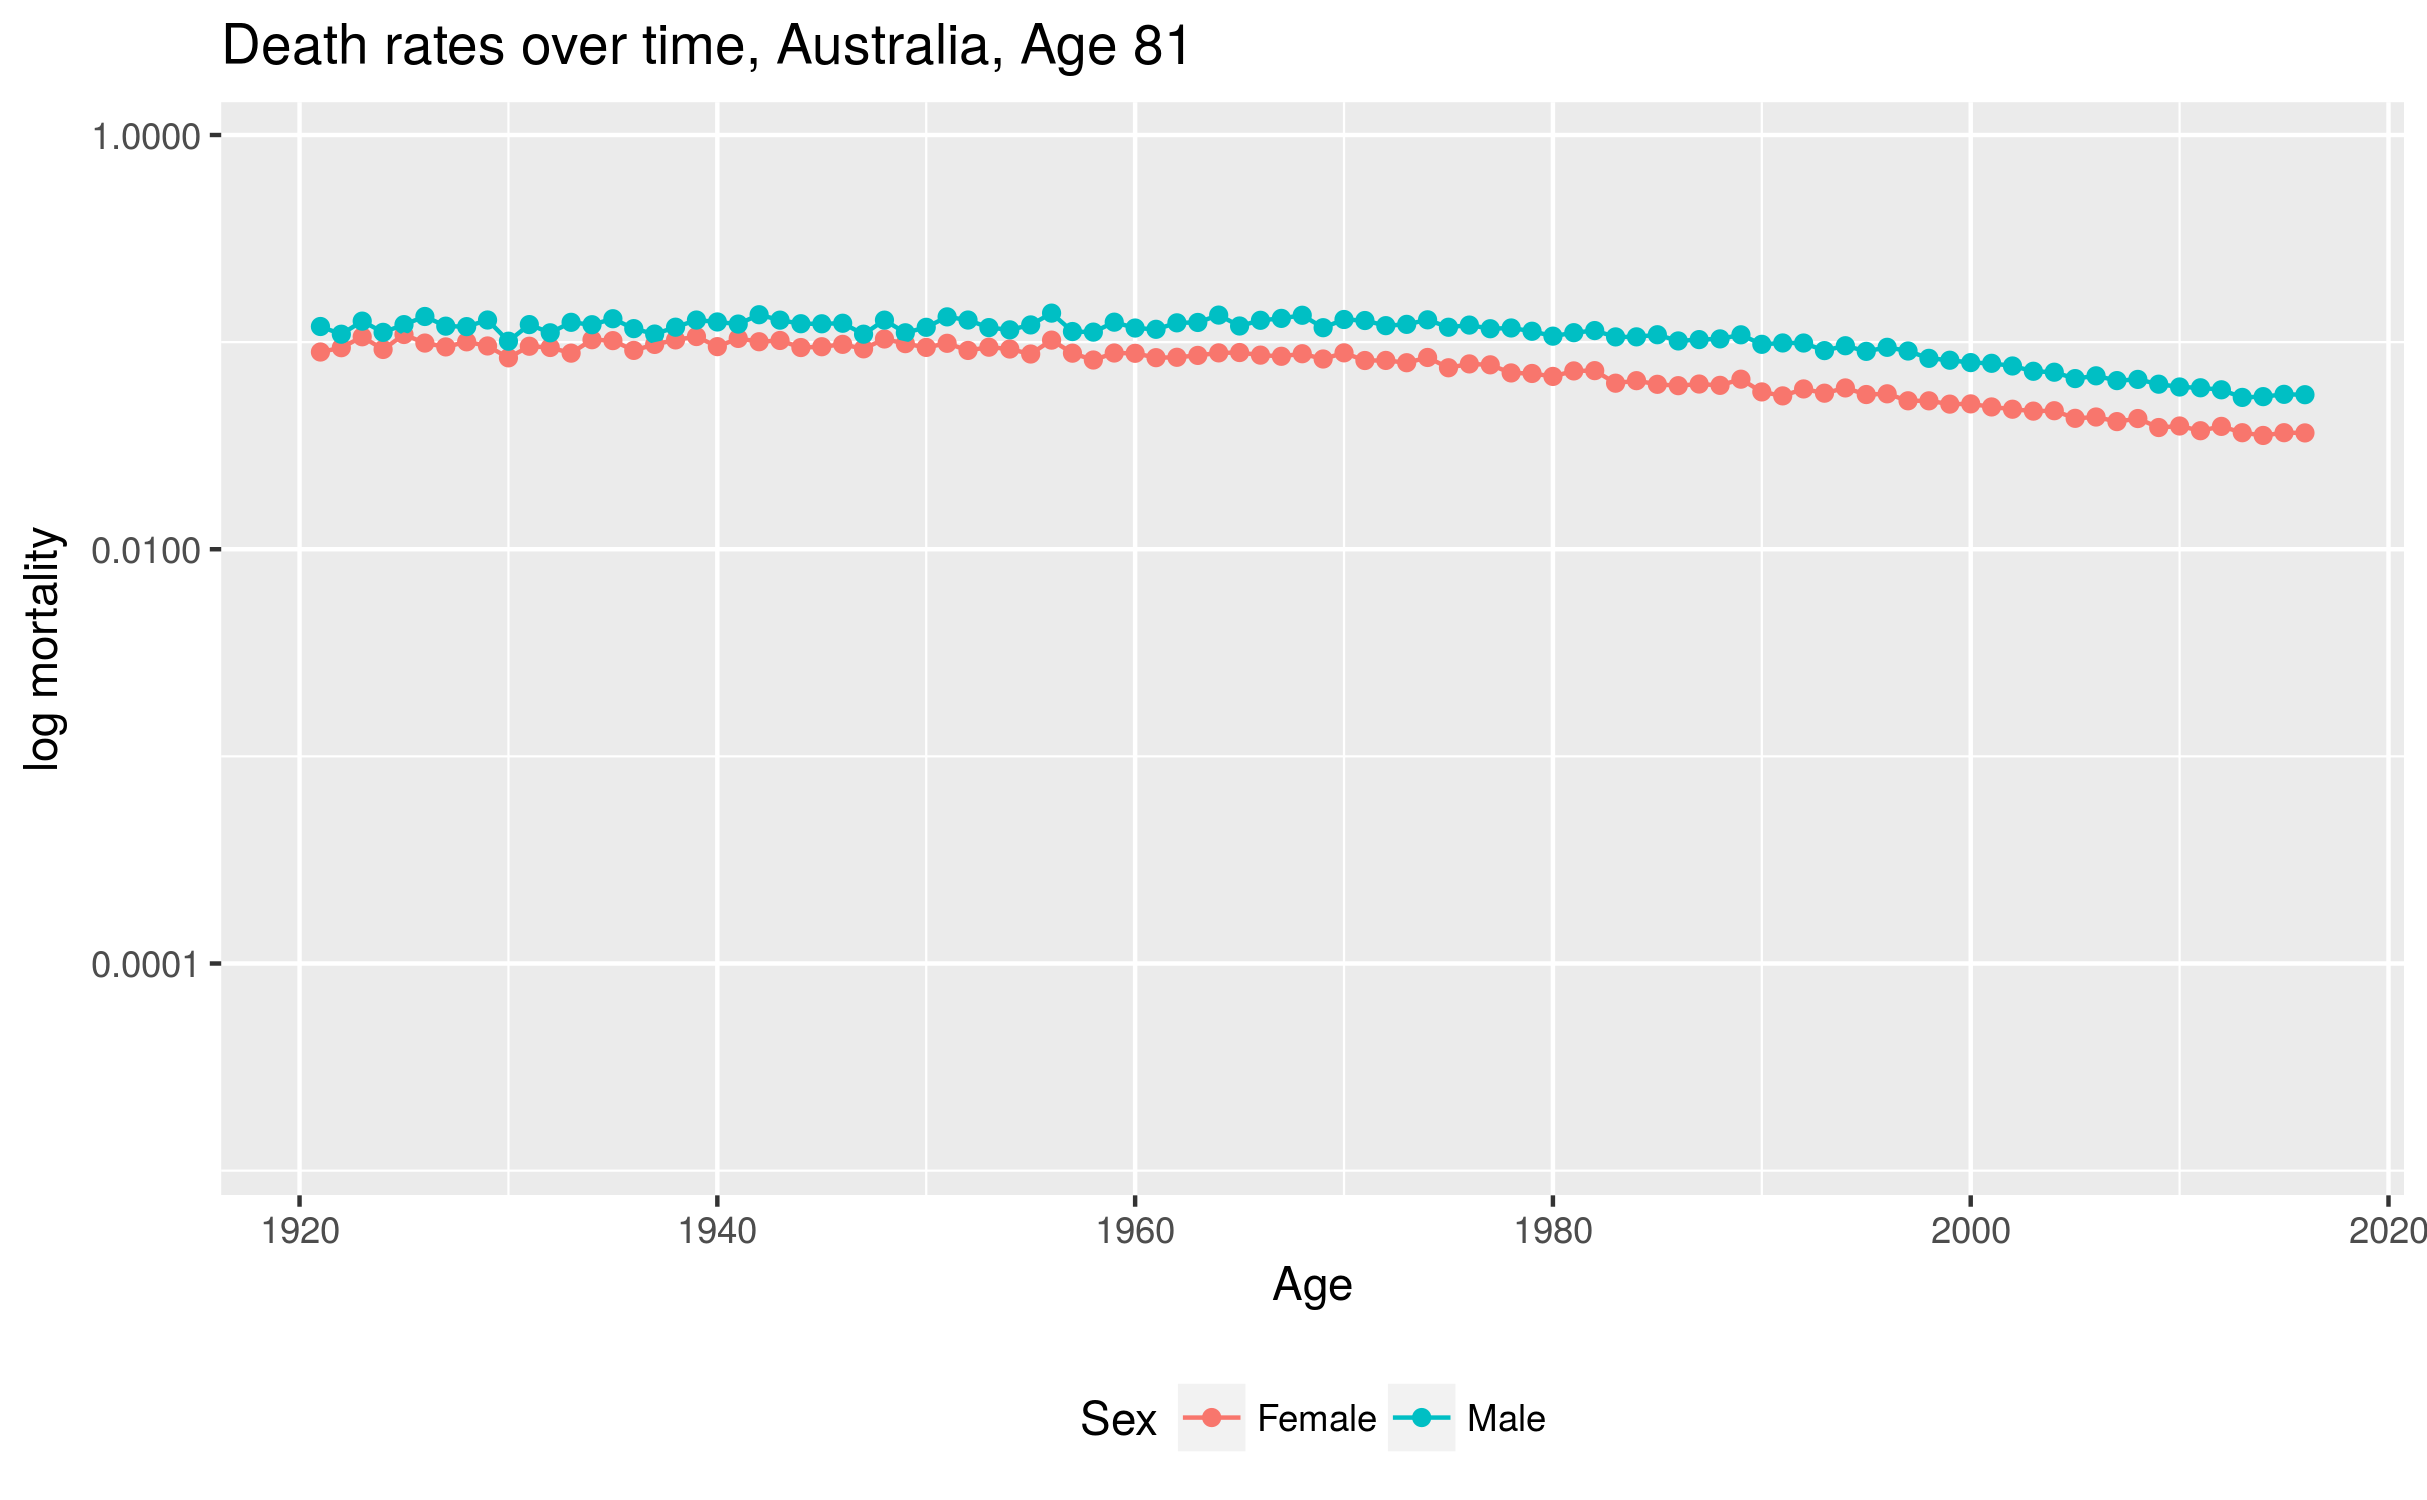 Death rates over time, Australia, Age 81
1.0000
0.0100
0.0001
log mortality
1920 1940 1960 1980 2000 2020
Age
Sex Female Male